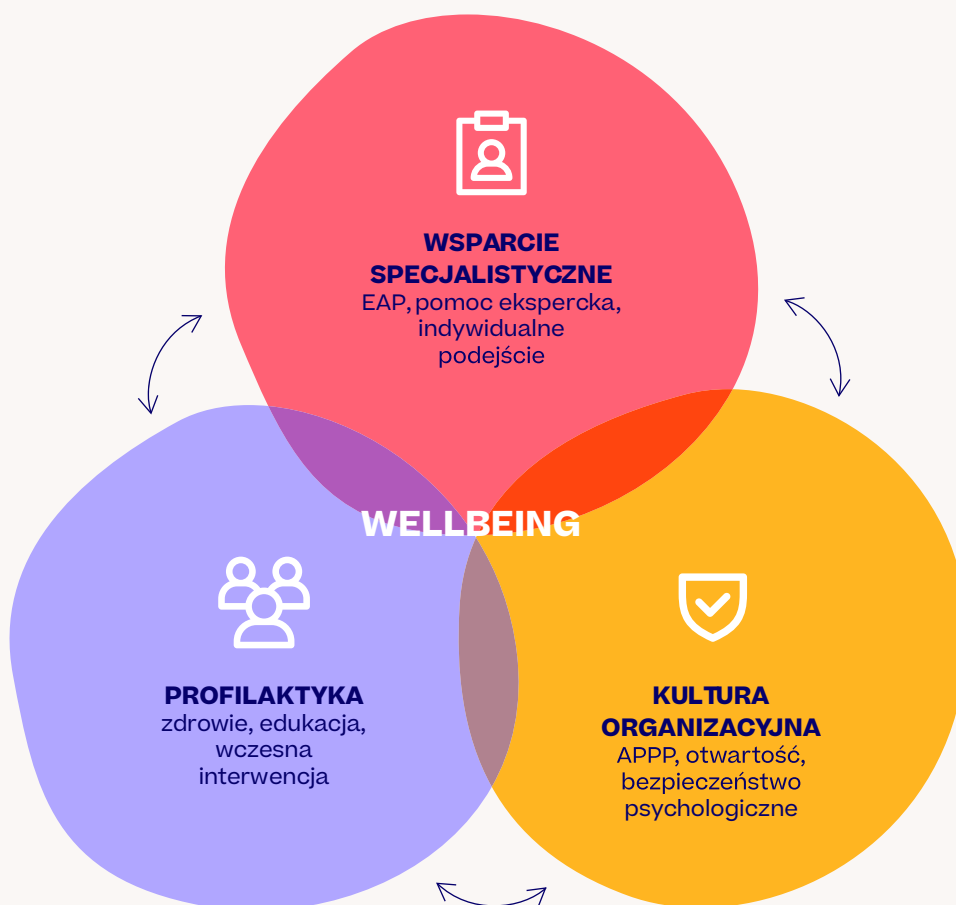 WSPARCIE
SPECJALISTYCZNE
EAP, pomoc ekspercka,
indywidualne
podejście
WELLBEING
PROFILAKTYKA
zdrowie, edukacja,
wczesna
interwencja
KULTURA
ORGANIZACYJNA
APPP, otwartość,
bezpieczeństwo
psychologiczne